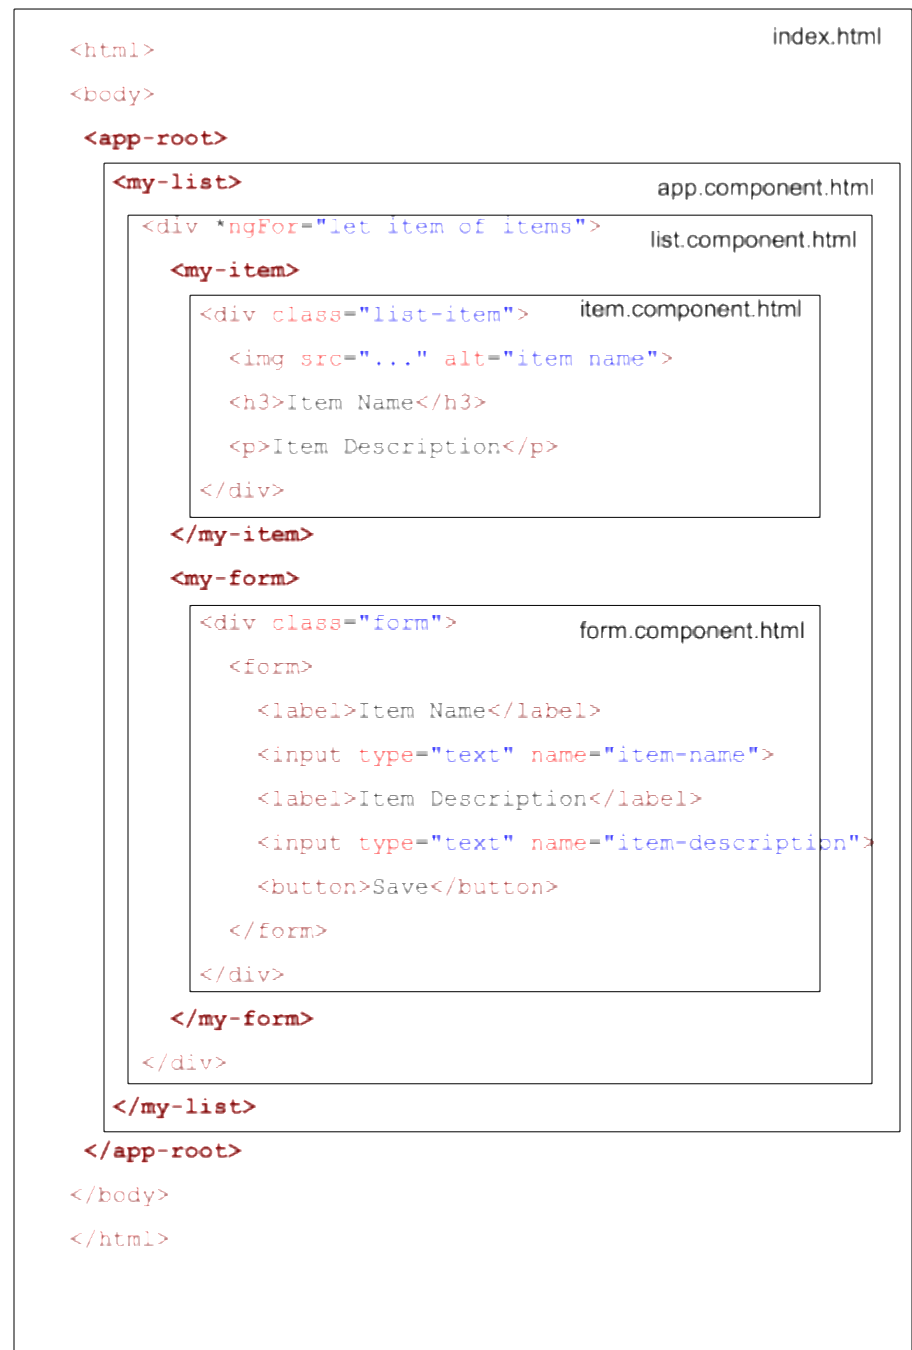 index.html
<html>
<body>
<app-root>
<my-list>
app.component.html
<div *ngFor="let item of items">
list.component.html
<my-item>
<div class="list-item">
item.component.html
<img src="..." alt="item name">
<h3>Item Name</h3>
<p>Item Description</p>
</div>
</my-item>
<my-form>
<div class="form">
form.component.html
<form>
<label>Item Name</label>
<input type="text" name="item-name">
<label>Item Description</label>
<input type="text" name="item-description">
<button>Save</button>
</form>
</div>
</my-form>
</div>
</my-list>
</app-root>
</body>
</html>